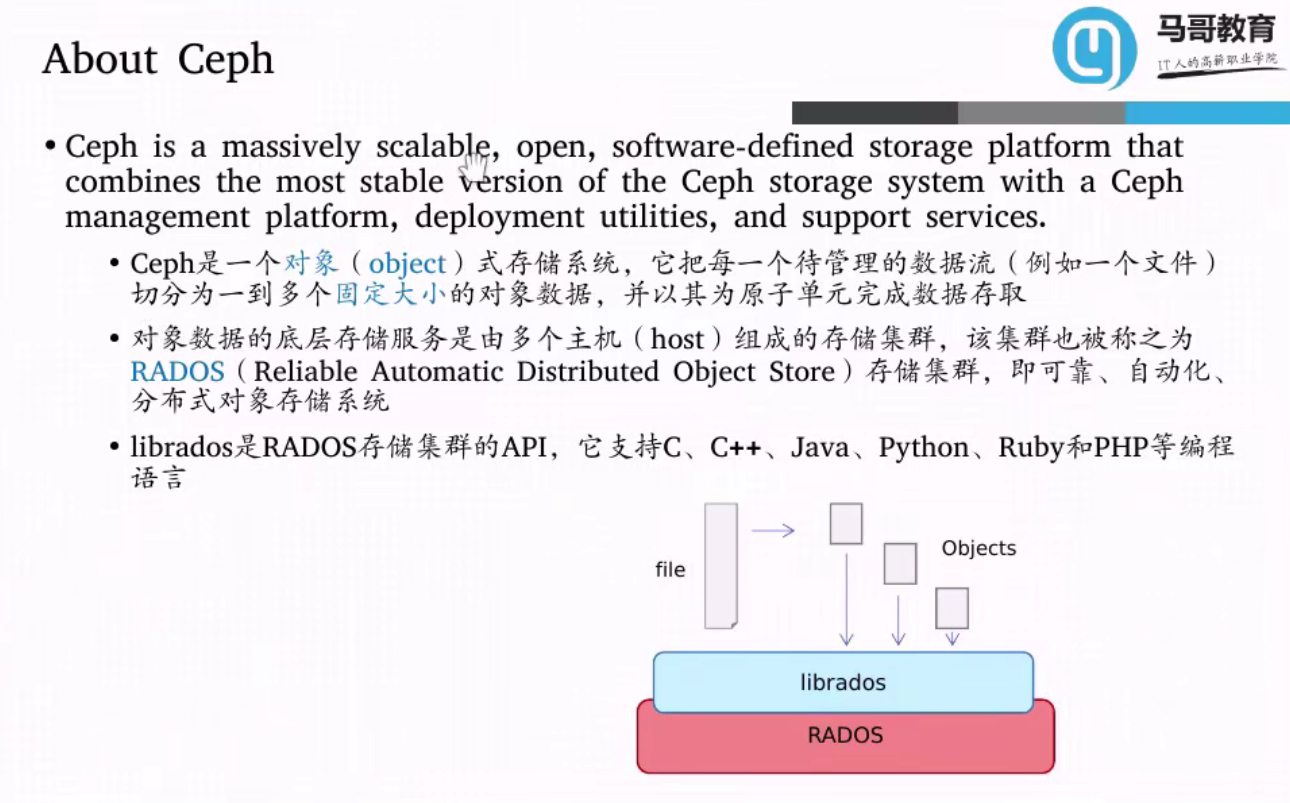 About Ceph
马哥教育
IT人的高薪职业学院
• Ceph is a massively scalable, open, software-defined storage platform that
combines the most stable version of the Ceph storage system with a Ceph
management platform, deployment utilities, and support services.
• Ceph是一个对象（object）式存储系统，它把每一个待管理的数据流（例如一个文件）
切分为一到多个固定大小的对象数据，并以其为原子单元完成数据存取
• 对象数据的底层存储服务是由多个主机（host）组成的存储集群，该集群也被称之为
RADOS（Reliable Automatic Distributed Object Store）存储集群，即可靠、自动化、
分布式对象存储系统
• librados是RADOS存储集群的API，它支持C、C++、Java、Python、Ruby和PHP等编程
语言
Objects
file
librados
RADOS